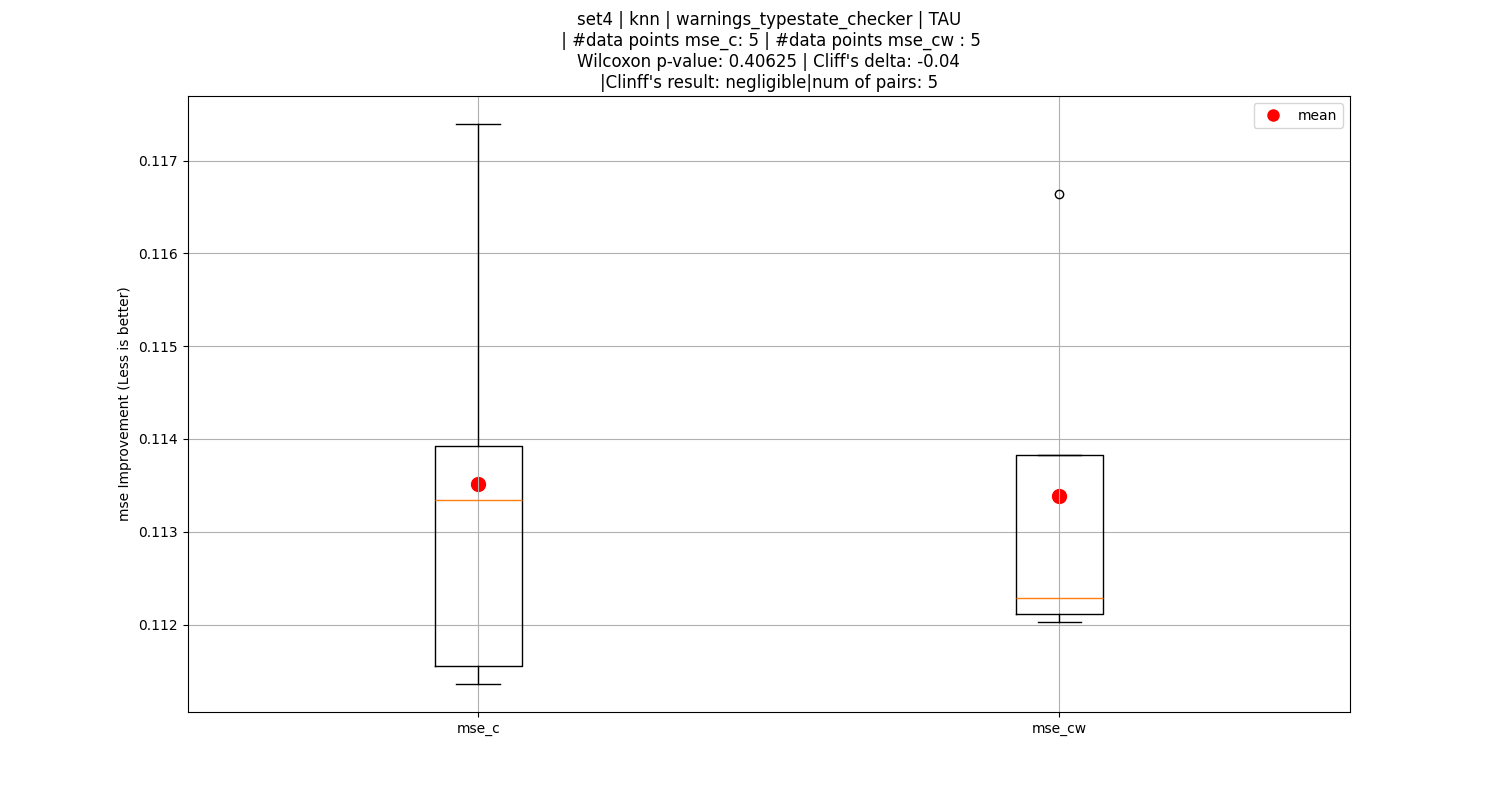 set4 | knn | warnings_typestate_checker | TAU
| #data points mse_c: 5 | #data points mse_cw : 5
Wilcoxon p-value: 0.40625 | Cliff's delta: -0.04
|Clinff's result: negligible|num of pairs: 5
mean
0.117
0.116
0.115
0.114
0.113
0.112
mse Improvement (Less is better)
mse_c
mse_cw